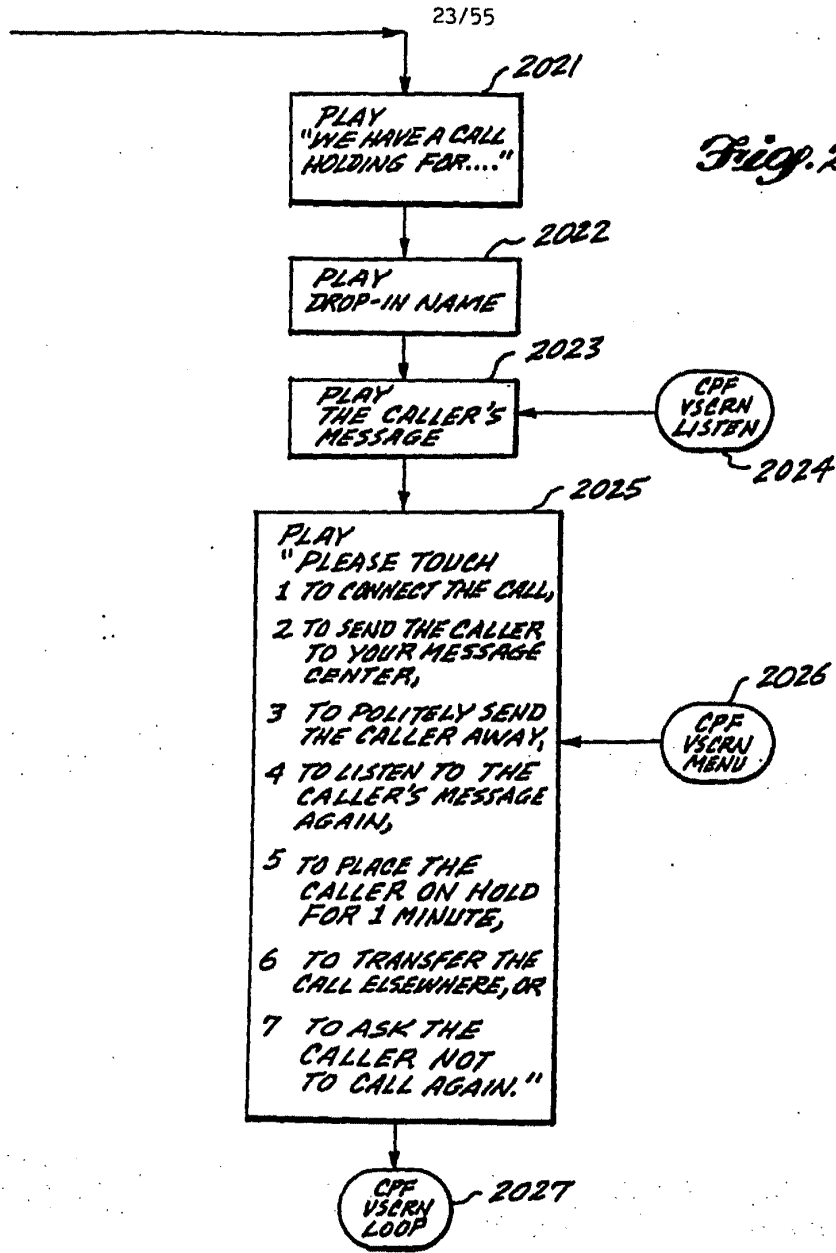 23/55
2021
PLAY
"WE HAVE A CALL
HOLDING FOR...."
Fig. 2
2022
PLAY
DROP-IN NAME
2023
PLAY
THE CALLER'S
MESSAGE
CPF
VSCRN
LISTEN
2024
2025
PLAY
"PLEASE TOUCH
1 TO CONNECT THE CALL,
2 TO SEND THE CALLER
TO YOUR MESSAGE
CENTER,
3 TO POLITELY SEND
THE CALLER AWAY,
4 TO LISTEN TO THE
CALLER'S MESSAGE
AGAIN,
5 TO PLACE THE
CALLER ON HOLD
FOR 1 MINUTE,
6 TO TRANSFER THE
CALL ELSEWHERE, OR
7 TO ASK THE
CALLER NOT
TO CALL AGAIN."
2026
CPF
VSCRN
MENU
CPF
VSCRN
LOOP
2027